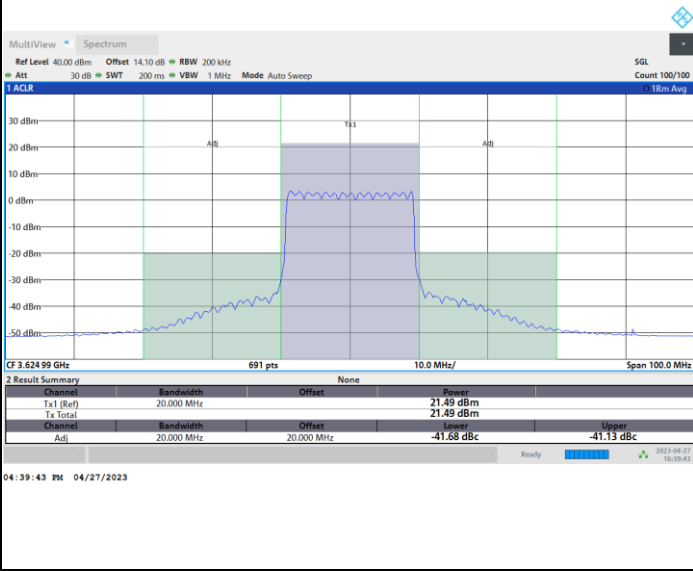 MultiView Spectrum
Ref Level 40.00 dBm Offset 14.10 dB RBW 200 kHz SGL
Att 30 dB SWT 200 ms VBW 1 MHz Mode Auto Sweep Count 100/100
1 ACLR 1Rm Avg
30 dBm
Tx1
20 dBm
Adj Adj
10 dBm
0 dBm
-10 dBm
-20 dBm
-30 dBm
-40 dBm
-50 dBm
CF 3.624 99 GHz 691 pts 10.0 MHz/ Span 100.0 MHz
2 Result Summary None
Channel Bandwidth Offset Power
Tx1 (Ref) 20.000 MHz 21.49 dBm
Tx Total 21.49 dBm
Channel Bandwidth Offset Lower Upper
Adj 20.000 MHz 20.000 MHz -41.68 dBc -41.13 dBc
Ready 2023-04-27
16:39:43
04:39:43 PM 04/27/2023